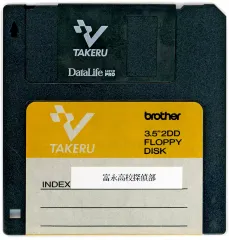 TAKERU
DataLife
brother
TAKERU
3.5"2DD
FLOPPY
DISK
INDEX
富永高校探偵部